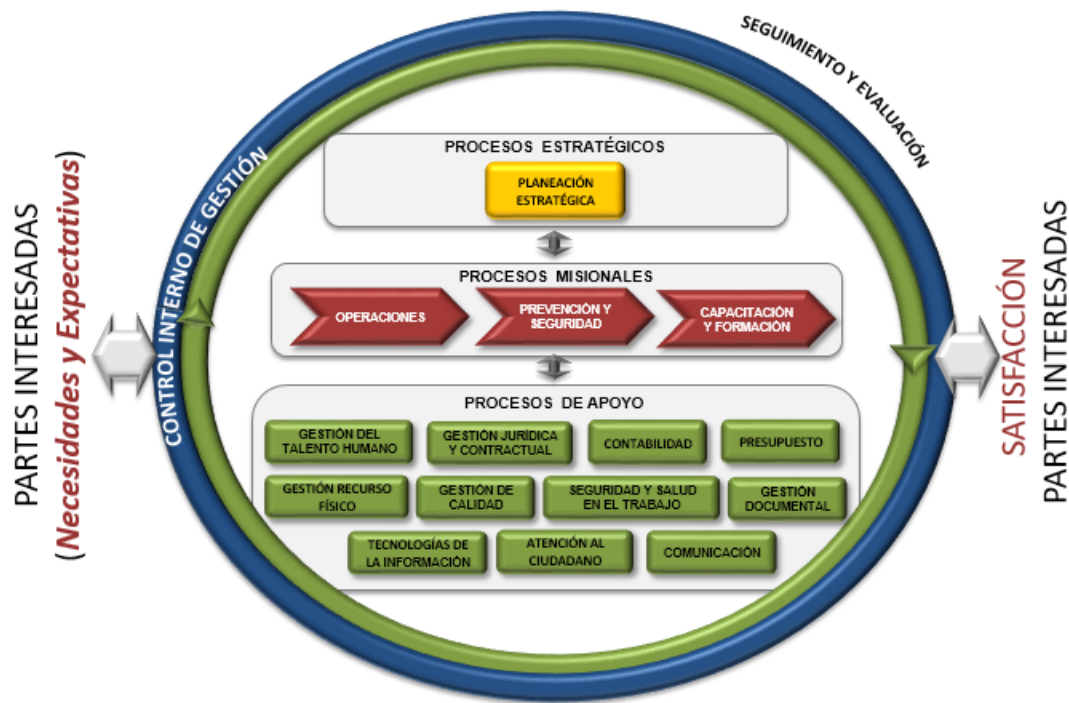 SEGUIMIENTO Y EVALUACIÓN
CONTROL INTERNO DE GESTIÓN
PARTES INTERESADAS
(Necesidades y Expectativas)
PROCESOS ESTRATÉGICOS
PLANEACIÓN
ESTRATÉGICA
PROCESOS MISIONALES
OPERACIONES
PREVENCIÓN Y
SEGURIDAD
CAPACITACIÓN
Y FORMACIÓN
PROCESOS DE APOYO
GESTIÓN DEL
TALENTO HUMANO
GESTIÓN JURÍDICA
Y CONTRACTUAL
CONTABILIDAD
PRESUPUESTO
GESTIÓN RECURSO
FÍSICO
GESTIÓN DE
CALIDAD
SEGURIDAD Y SALUD
EN EL TRABAJO
GESTIÓN
DOCUMENTAL
TECNOLOGÍAS DE
LA INFORMACIÓN
ATENCIÓN AL
CIUDADANO
COMUNICACIÓN
SATISFACCIÓN
PARTES INTERESADAS